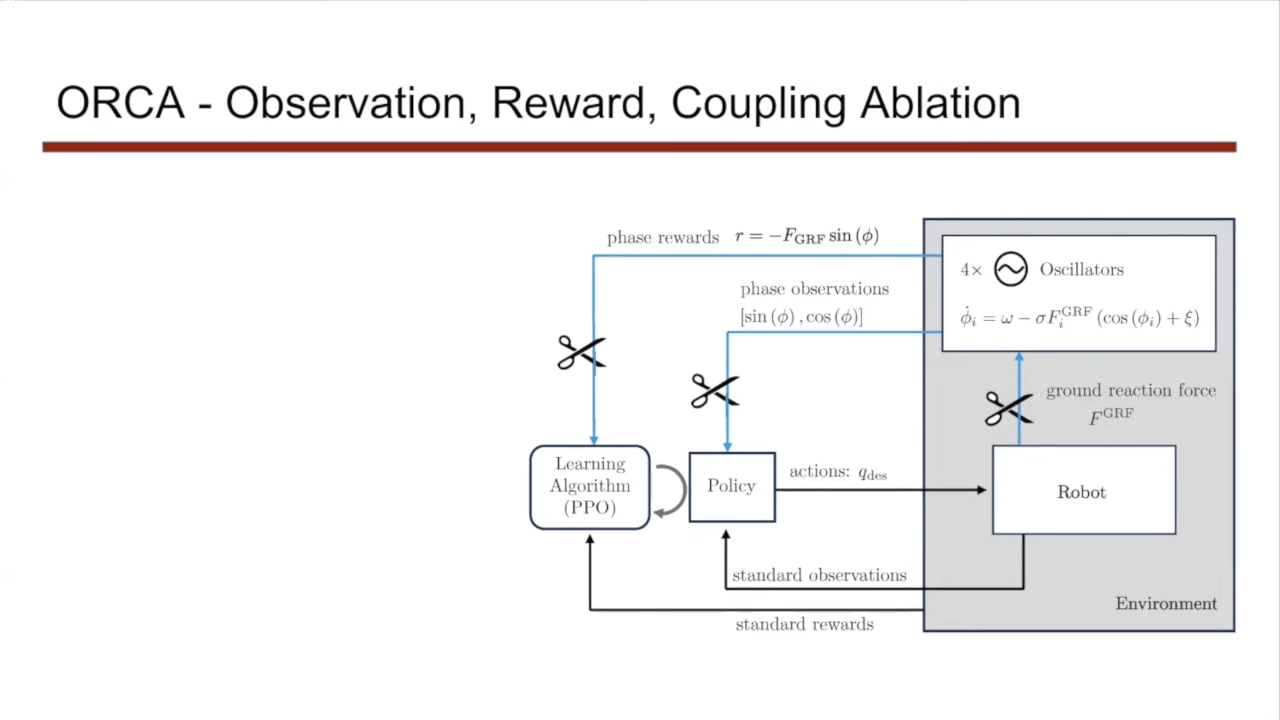 ORCA - Observation, Reward, Coupling Ablation
phase rewards r = −F_GRF sin (ϕ)
phase observations
[sin (ϕ) , cos (ϕ)]
4× Oscillators
ϕ̇_i = ω − σF_i^GRF (cos (ϕ_i) + ξ)
ground reaction force
F^GRF
Learning
Algorithm
(PPO)
Policy
actions: q_des
Robot
standard observations
Environment
standard rewards